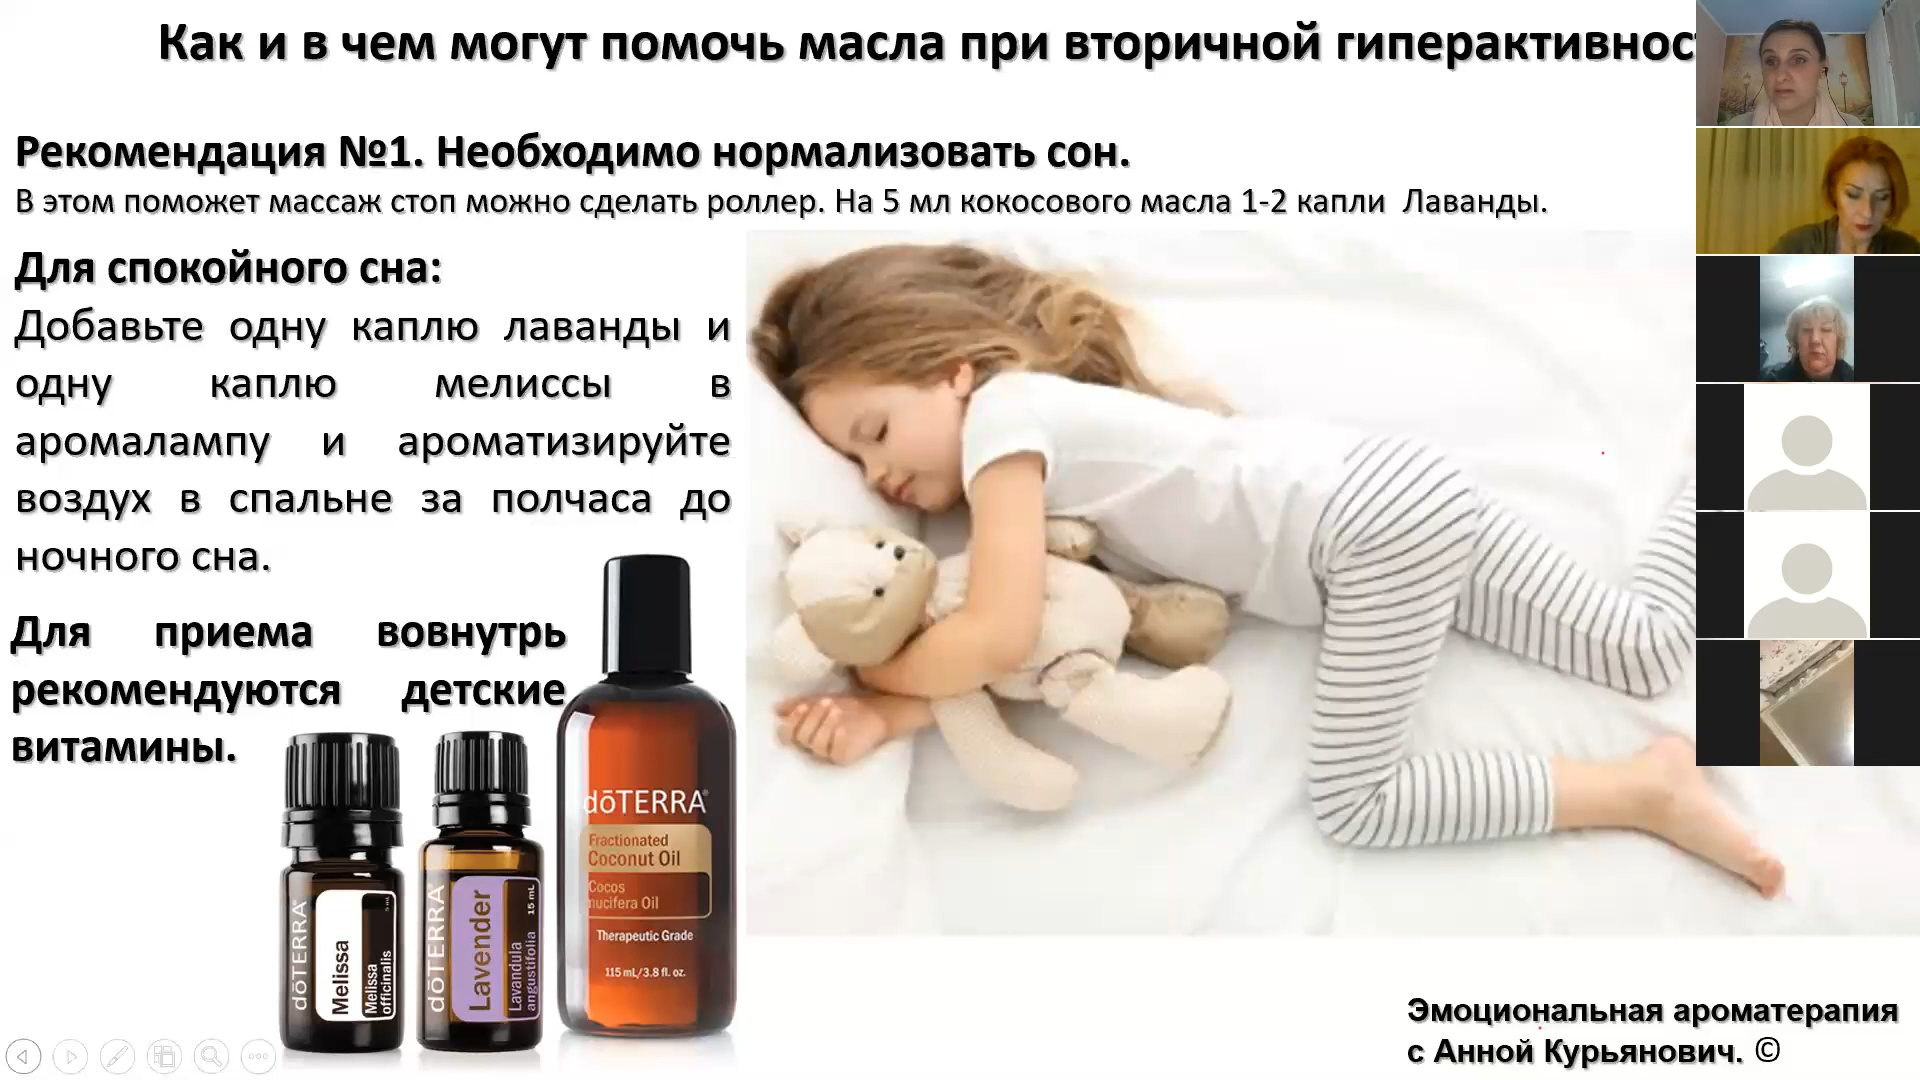 Как и в чем могут помочь масла при вторичной
Рекомендация №1. Необходимо нормализовать сон.
В этом поможет массаж стоп можно сделать роллер. На 5 мл кокосового масла 1-2 капли Лаванды.
Для спокойного сна:
Добавьте одну каплю лаванды и
одну каплю мелиссы в
аромалампу и ароматизируйте
воздух в спальне за полчаса до
ночного сна.
Для приема вовнутрь
рекомендуются детские
витамины.
dōTERRA
Melissa
Melissa
officinalis
5 mL
dōTERRA
Lavender
Lavandula
angustifolia
15 mL
dōTERRA®
Fractionated
Coconut Oil
Cocos
nucifera Oil
Therapeutic Grade
115 mL/3.8 fl. oz.
Эмоциональная ароматерапия
с Анной Курьянович. ©